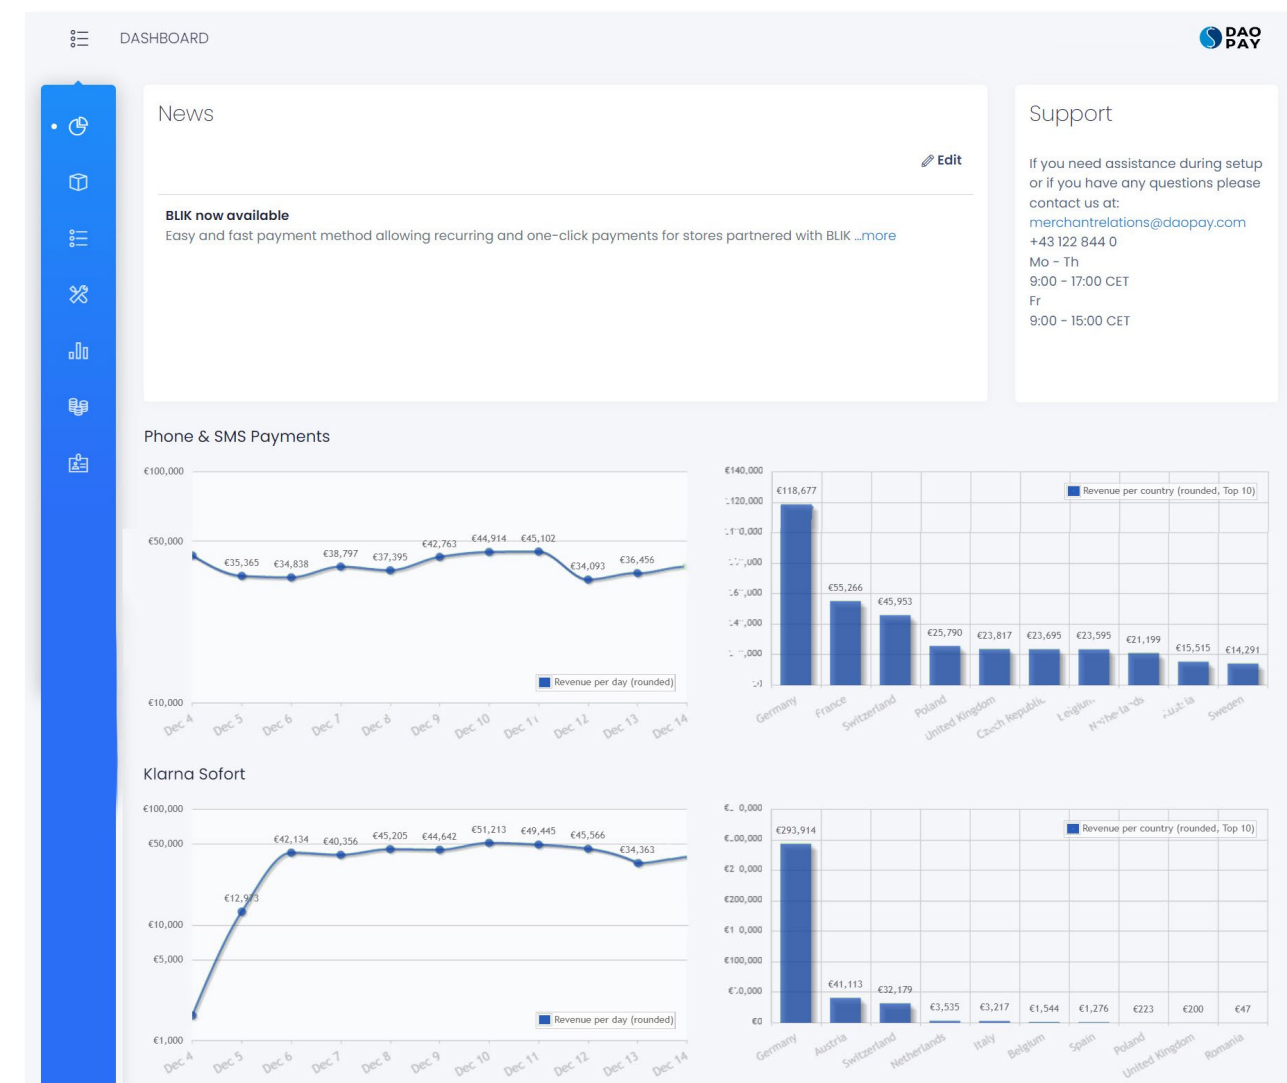 DASHBOARD
DAO
PAY
News
Edit
BLIK now available
Easy and fast payment method allowing recurring and one-click payments for stores partnered with BLIK ...more
Support
If you need assistance during setup
or if you have any questions please
contact us at:
merchantrelations@daopay.com
+43 122 844 0
Mo - Th
9:00 - 17:00 CET
Fr
9:00 - 15:00 CET
Phone & SMS Payments
€100,000
€50,000
€10,000
€35,365 €34,838 €38,797 €37,395 €42,763 €44,914 €45,102 €34,093 €36,456
Revenue per day (rounded)
Dec 4 Dec 5 Dec 6 Dec 7 Dec 8 Dec 9 Dec 10 Dec 11 Dec 12 Dec 13 Dec 14
€140,000
Revenue per country (rounded, Top 10)
€118,677 €55,266 €45,953 €25,790 €23,817 €23,695 €23,595 €21,199 €15,515 €14,291
Germany France Switzerland Poland United Kingdom Czech Republic Sweden
Klarna Sofort
€100,000
€50,000
€10,000
€5,000
€1,000
€12,973 €42,134 €40,356 €45,205 €44,642 €51,213 €49,445 €45,566 €34,363
Revenue per day (rounded)
Dec 4 Dec 5 Dec 6 Dec 7 Dec 8 Dec 9 Dec 10 Dec 11 Dec 12 Dec 13 Dec 14
Revenue per country (rounded, Top 10)
€200,000
€100,000
€0
€293,914 €41,113 €32,179 €3,535 €3,217 €1,544 €1,276 €223 €200 €47
Germany Austria Switzerland Netherlands Italy Belgium Spain Poland United Kingdom Romania